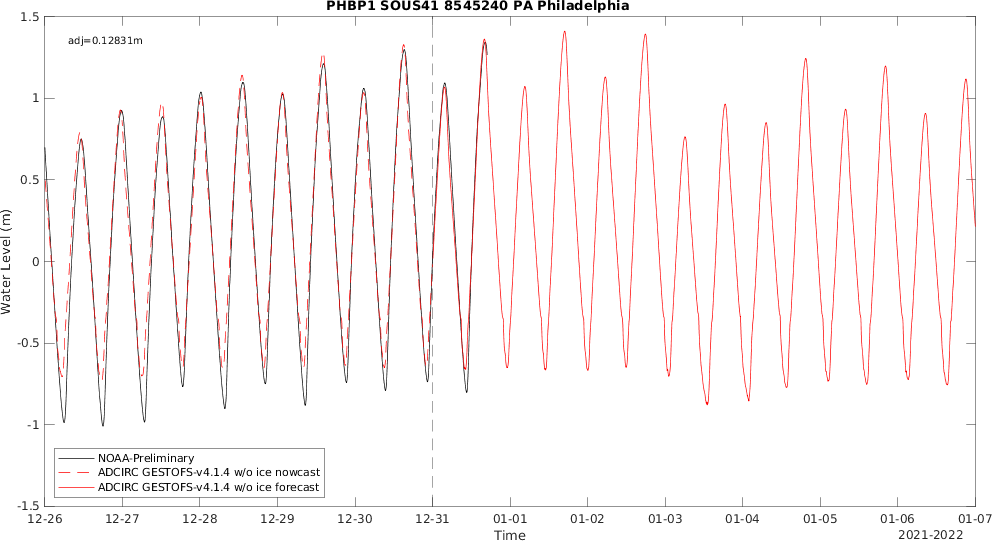 PHBP1 SOUS41 8545240 PA Philadelphia
adj=0.12831m
1.5
1
0.5
0
-0.5
-1
-1.5
Water Level (m)
NOAA-Preliminary
ADCIRC GESTOFS-v4.1.4 w/o ice nowcast
ADCIRC GESTOFS-v4.1.4 w/o ice forecast
12-26 12-27 12-28 12-29 12-30 12-31 01-01 01-02 01-03 01-04 01-05 01-06 01-07
Time
2021-2022